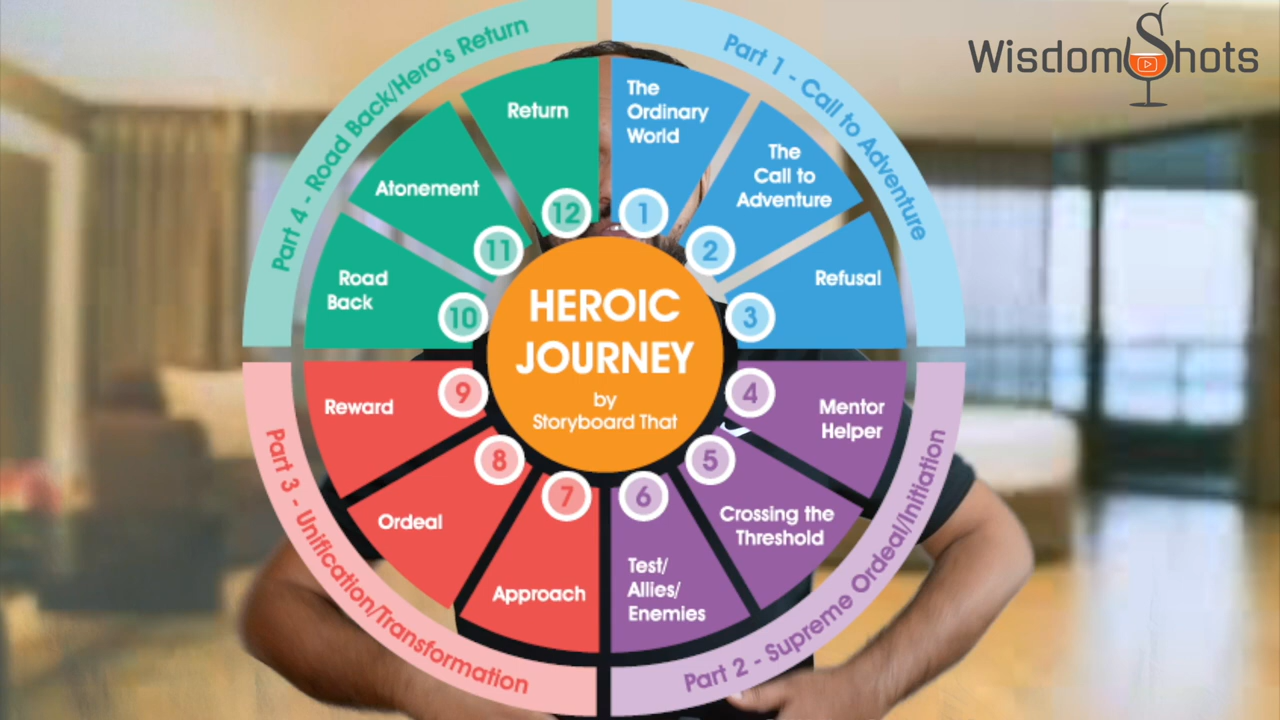 WisdomShots
Part 1 - Call to Adventure
The
Ordinary
World
1
The
Call to
Adventure
2
Refusal
3
Part 2 - Supreme Ordeal/Initiation
Mentor
Helper
4
Crossing the
Threshold
5
Test/
Allies/
Enemies
6
Part 3 - Unification/Transformation
Approach
7
Ordeal
8
Reward
9
Part 4 - Road Back/Hero's Return
Road
Back
10
Atonement
11
Return
12
HEROIC
JOURNEY
by
Storyboard That